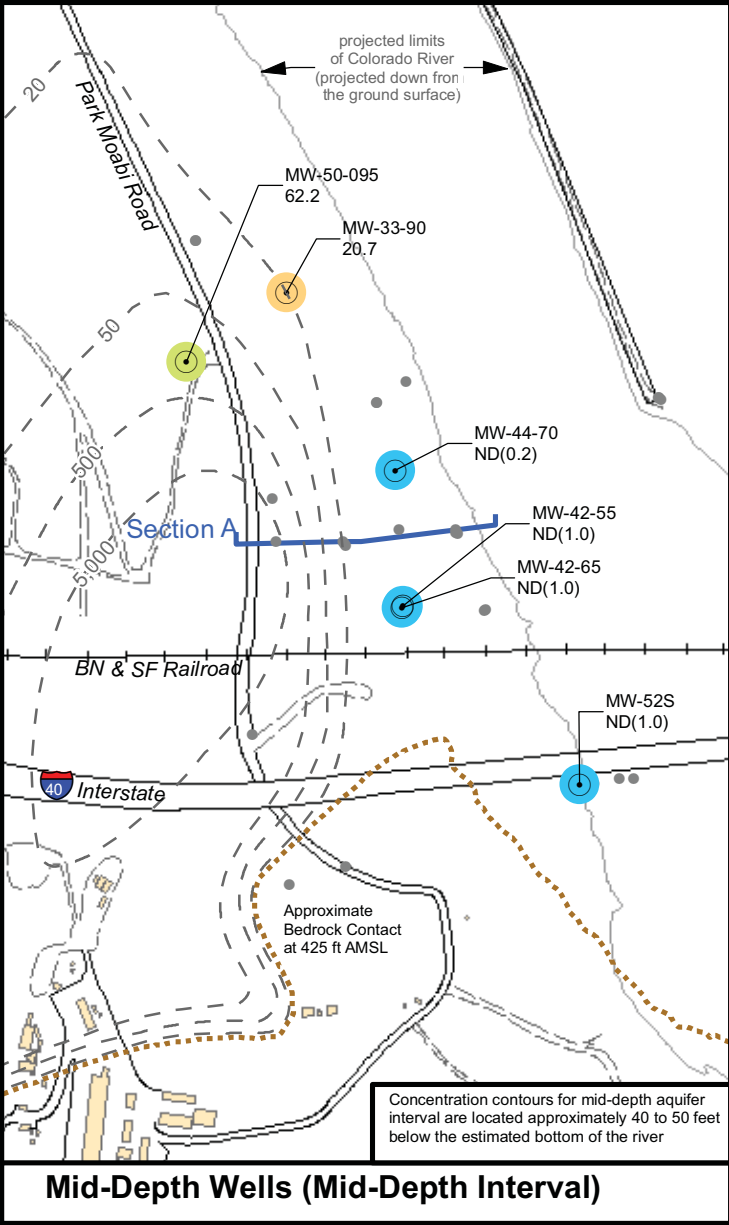 projected limits
of Colorado River
(projected down from
the ground surface)
20
Park Moabi Road
MW-50-095
62.2
MW-33-90
20.7
50
MW-44-70
ND(0.2)
500
Section A
MW-42-55
ND(1.0)
5,000
MW-42-65
ND(1.0)
BN & SF Railroad
MW-52S
ND(1.0)
40
Interstate
Approximate
Bedrock Contact
at 425 ft AMSL
Concentration contours for mid-depth aquifer
interval are located approximately 40 to 50 feet
below the estimated bottom of the river
Mid-Depth Wells (Mid-Depth Interval)